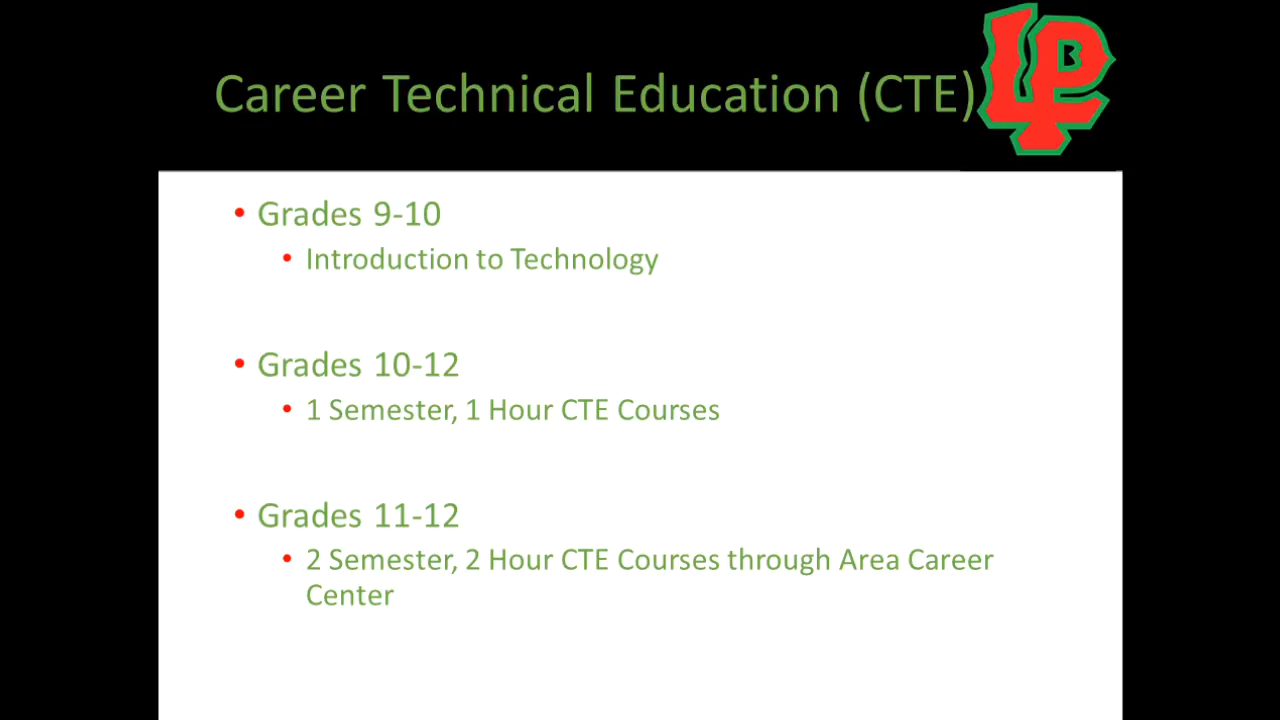 Career Technical Education (CTE)
LPB
• Grades 9-10
• Introduction to Technology
• Grades 10-12
• 1 Semester, 1 Hour CTE Courses
• Grades 11-12
• 2 Semester, 2 Hour CTE Courses through Area Career
Center